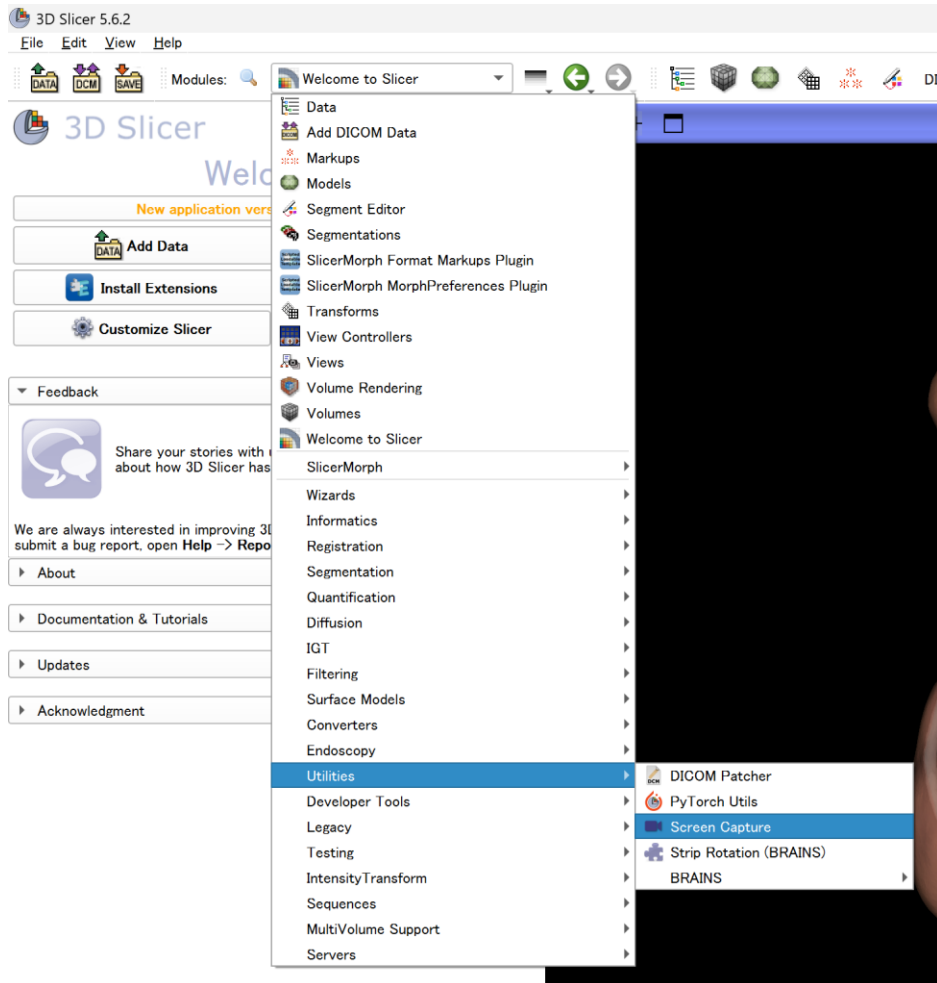 3D Slicer 5.6.2
File Edit View Help
DATA DCM SAVE Modules: Welcome to Slicer
3D Slicer
Data
Add DICOM Data
Markups
Models
Segment Editor
Segmentations
SlicerMorph Format Markups Plugin
SlicerMorph MorphPreferences Plugin
Transforms
View Controllers
Views
Volume Rendering
Volumes
Welcome to Slicer
SlicerMorph
Wizards
Informatics
Registration
Segmentation
Quantification
Diffusion
IGT
Filtering
Surface Models
Converters
Endoscopy
Utilities
Developer Tools
Legacy
Testing
IntensityTransform
Sequences
MultiVolume Support
Servers
DICOM Patcher
PyTorch Utils
Screen Capture
Strip Rotation (BRAINS)
BRAINS
Welc
New application vers
DATA Add Data
Install Extensions
Customize Slicer
Feedback
Share your stories with
about how 3D Slicer has
We are always interested in improving 3D
submit a bug report, open Help -> Repo
About
Documentation & Tutorials
Updates
Acknowledgment